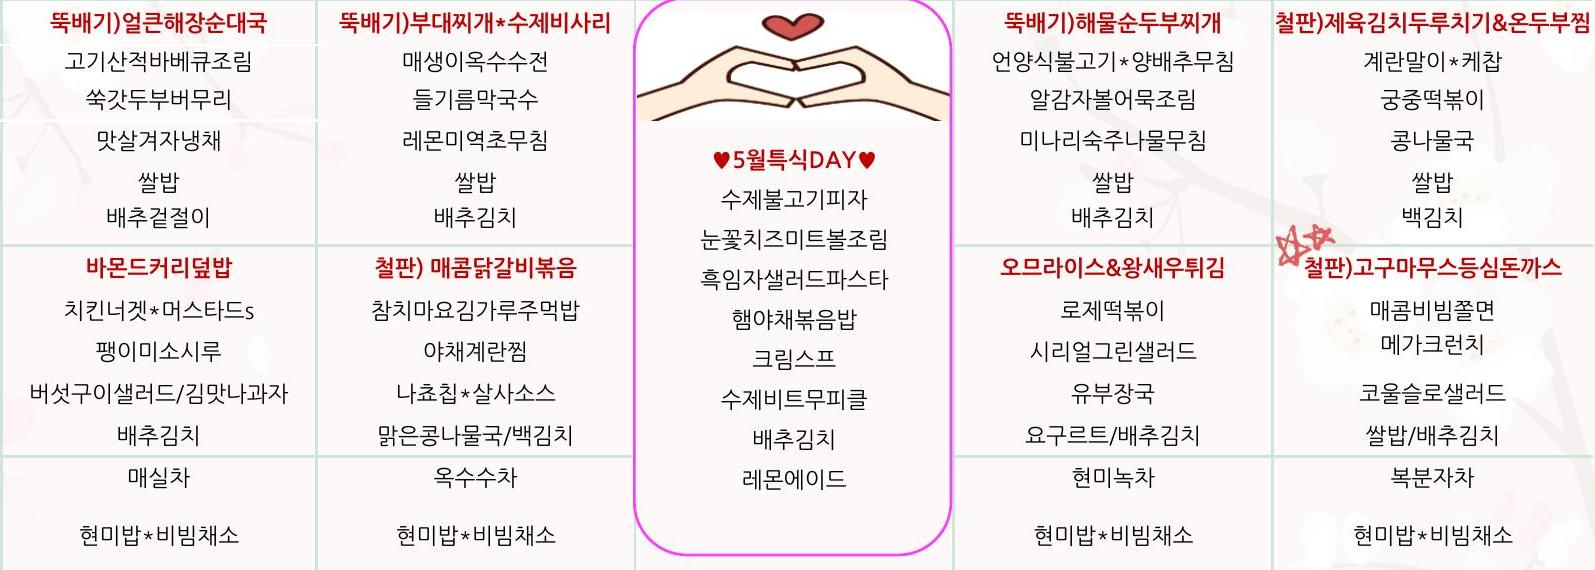 뚝배기)얼큰해장순대국
고기산적바베큐조림
쑥갓두부버무리
맛살겨자냉채
쌀밥
배추겉절이
뚝배기)부대찌개*수제비사리
매생이옥수수전
들기름막국수
레몬미역초무침
쌀밥
배추김치
♥5월특식DAY♥
수제불고기피자
눈꽃치즈미트볼조림
흑임자샐러드파스타
햄야채볶음밥
크림스프
수제비트무피클
배추김치
레몬에이드
뚝배기)해물순두부찌개
언양식불고기*양배추무침
알감자볼어묵조림
미나리숙주나물무침
쌀밥
배추김치
철판)제육김치두루치기&온두부찜
계란말이*케찹
궁중떡볶이
콩나물국
쌀밥
백김치
바몬드커리덮밥
치킨너겟*머스타드s
팽이미소시루
버섯구이샐러드/김맛나과자
배추김치
철판) 매콤닭갈비볶음
참치마요김가루주먹밥
야채계란찜
나쵸칩*살사소스
맑은콩나물국/백김치
오므라이스&왕새우튀김
로제떡볶이
시리얼그린샐러드
유부장국
요구르트/배추김치
철판)고구마무스등심돈까스
매콤비빔쫄면
메가크런치
코울슬로샐러드
쌀밥/배추김치
매실차
현미밥*비빔채소
옥수수차
현미밥*비빔채소
현미녹차
현미밥*비빔채소
복분자차
현미밥*비빔채소